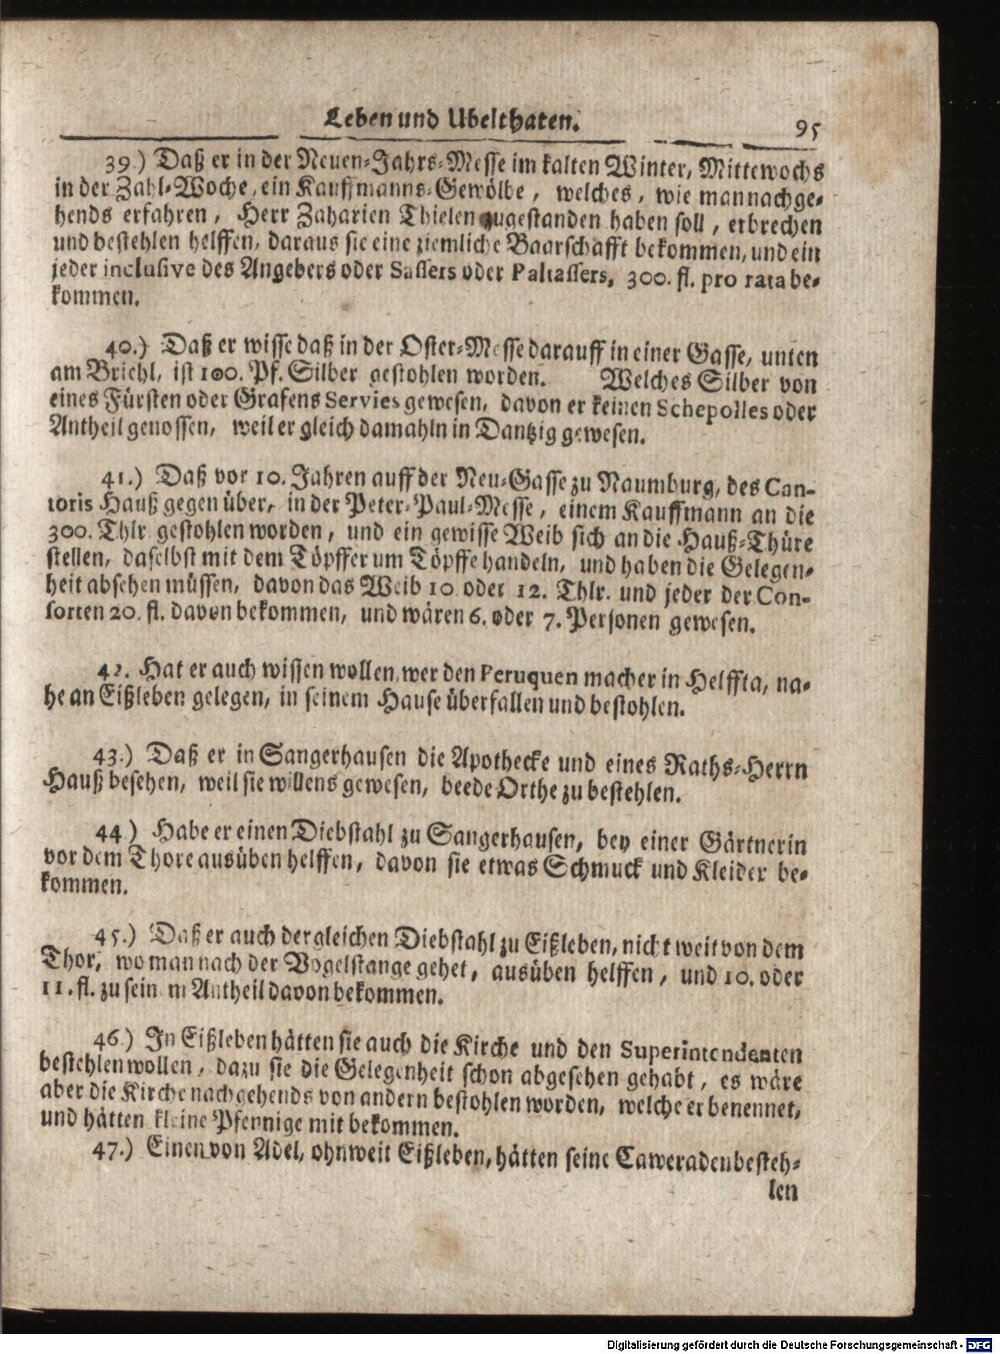 Leben und Ubelthaten. 95
39.) Daß er in der Neuen-Jahrs-Messe im kalten Winter, Mittewochs
in der Zahl-Woche, ein Kauffmanns-Gewölbe, welches, wie man nachge-
hends erfahren, Herr Zaharien Thielen zugestanden haben soll, erbrechen
und bestehlen helffen, daraus sie eine ziemliche Baarschafft bekommen, und ein
jeder inclusive des Angebers oder Sassers oder Paltassers, 300. fl. pro rata be-
kommen.
40.) Daß er wisse daß in der Oster-Messe darauff in einer Gasse, unten
am Briehl, ist 100. Pf. Silber gestohlen worden. Welches Silber von
eines Fürsten oder Grafens Servies gewesen, davon er keinen Schepolles oder
Antheil genossen, weil er gleich damahln in Dantzig gewesen.
41.) Daß vor 10. Jahren auff der Neu-Gasse zu Naumburg, des Can-
toris Hauß gegen über, in der Peter-Paul-Messe, einem Kauffmann an die
300. Thlr. gestohlen worden, und ein gewisse Weib sich an die Hauß-Thüre
stellen, daselbst mit dem Töpffer um Töpffe handeln, und haben die Gelegen-
heit absehen müssen, davon das Weib 10 oder 12. Thlr. und jeder der Con-
sorten 20. fl. davon bekommen, und wären 6. oder 7. Personen gewesen.
42. Hat er auch wissen wollen, wer den Peruquen macher in Helffta, na-
he an Eißleben gelegen, in seinem Hause überfallen und bestohlen.
43.) Daß er in Sangerhausen die Apothecke und eines Raths-Herrn
Hauß besehen, weil sie willens gewesen, beede Orthe zu bestehlen.
44) Habe er einen Diebstahl zu Sangerhausen, bey einer Gärtnerin
vor dem Thore ausüben helffen, davon sie etwas Schmuck und Kleider be-
kommen.
45.) Daß er auch dergleichen Diebstahl zu Eißleben, nicht weit von dem
Thor, wo man nach der Vogelstange gehet, ausüben helffen, und 10. oder
11. fl. zu seinem Antheil davon bekommen.
46.) In Eißleben hätten sie auch die Kirche und den Superintendenten
bestehlen wollen, dazu sie die Gelegenheit schon abgesehen gehabt, es wäre
aber die Kirche nachgehends von andern bestohlen worden, welche er benennet,
und hätten kleine Pfennige mit bekommen.
47.) Einen von Adel, ohnweit Eißleben, hätten seine Cameraden besteh-
len
Digitalisierung gefördert durch die Deutsche Forschungsgemeinschaft - DFG